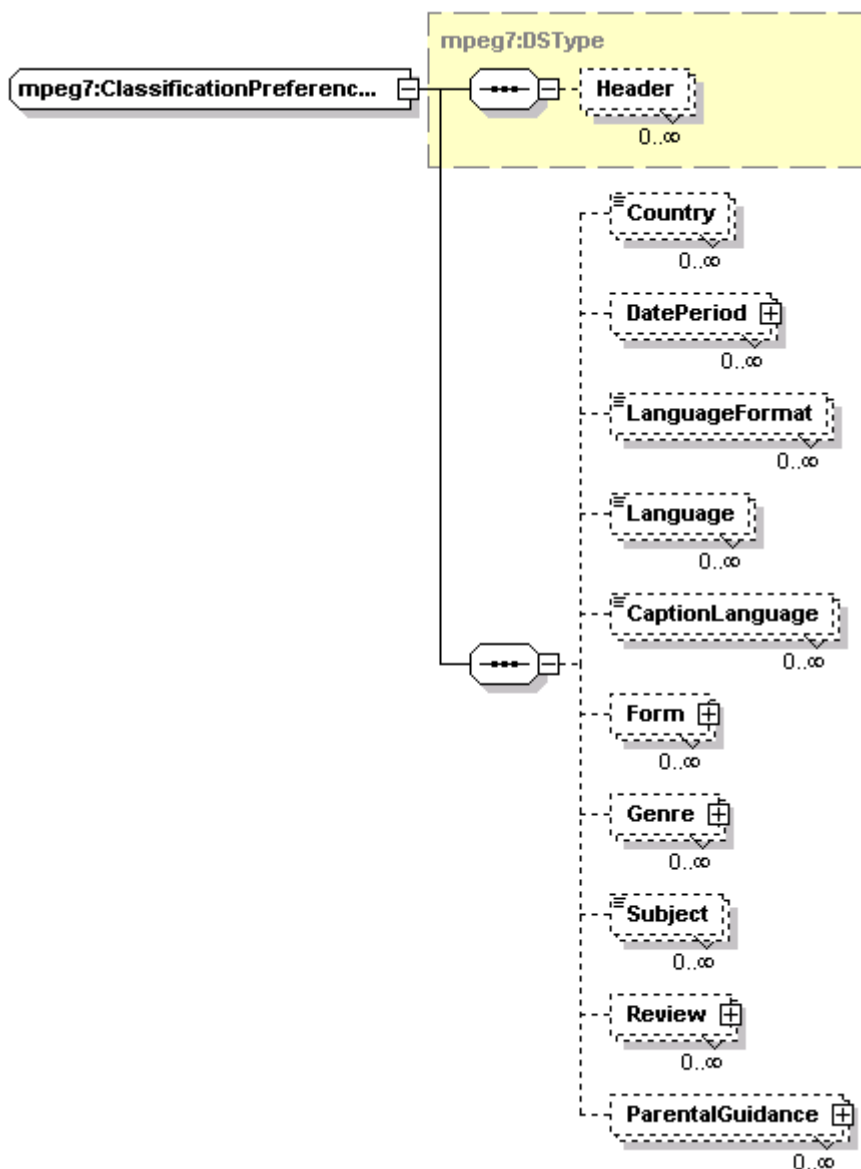 mpeg7:DSType
mpeg7:ClassificationPreferenc...
Header
0..∞
Country
0..∞
DatePeriod
0..∞
LanguageFormat
0..∞
Language
0..∞
CaptionLanguage
0..∞
Form
0..∞
Genre
0..∞
Subject
0..∞
Review
0..∞
ParentalGuidance
0..∞